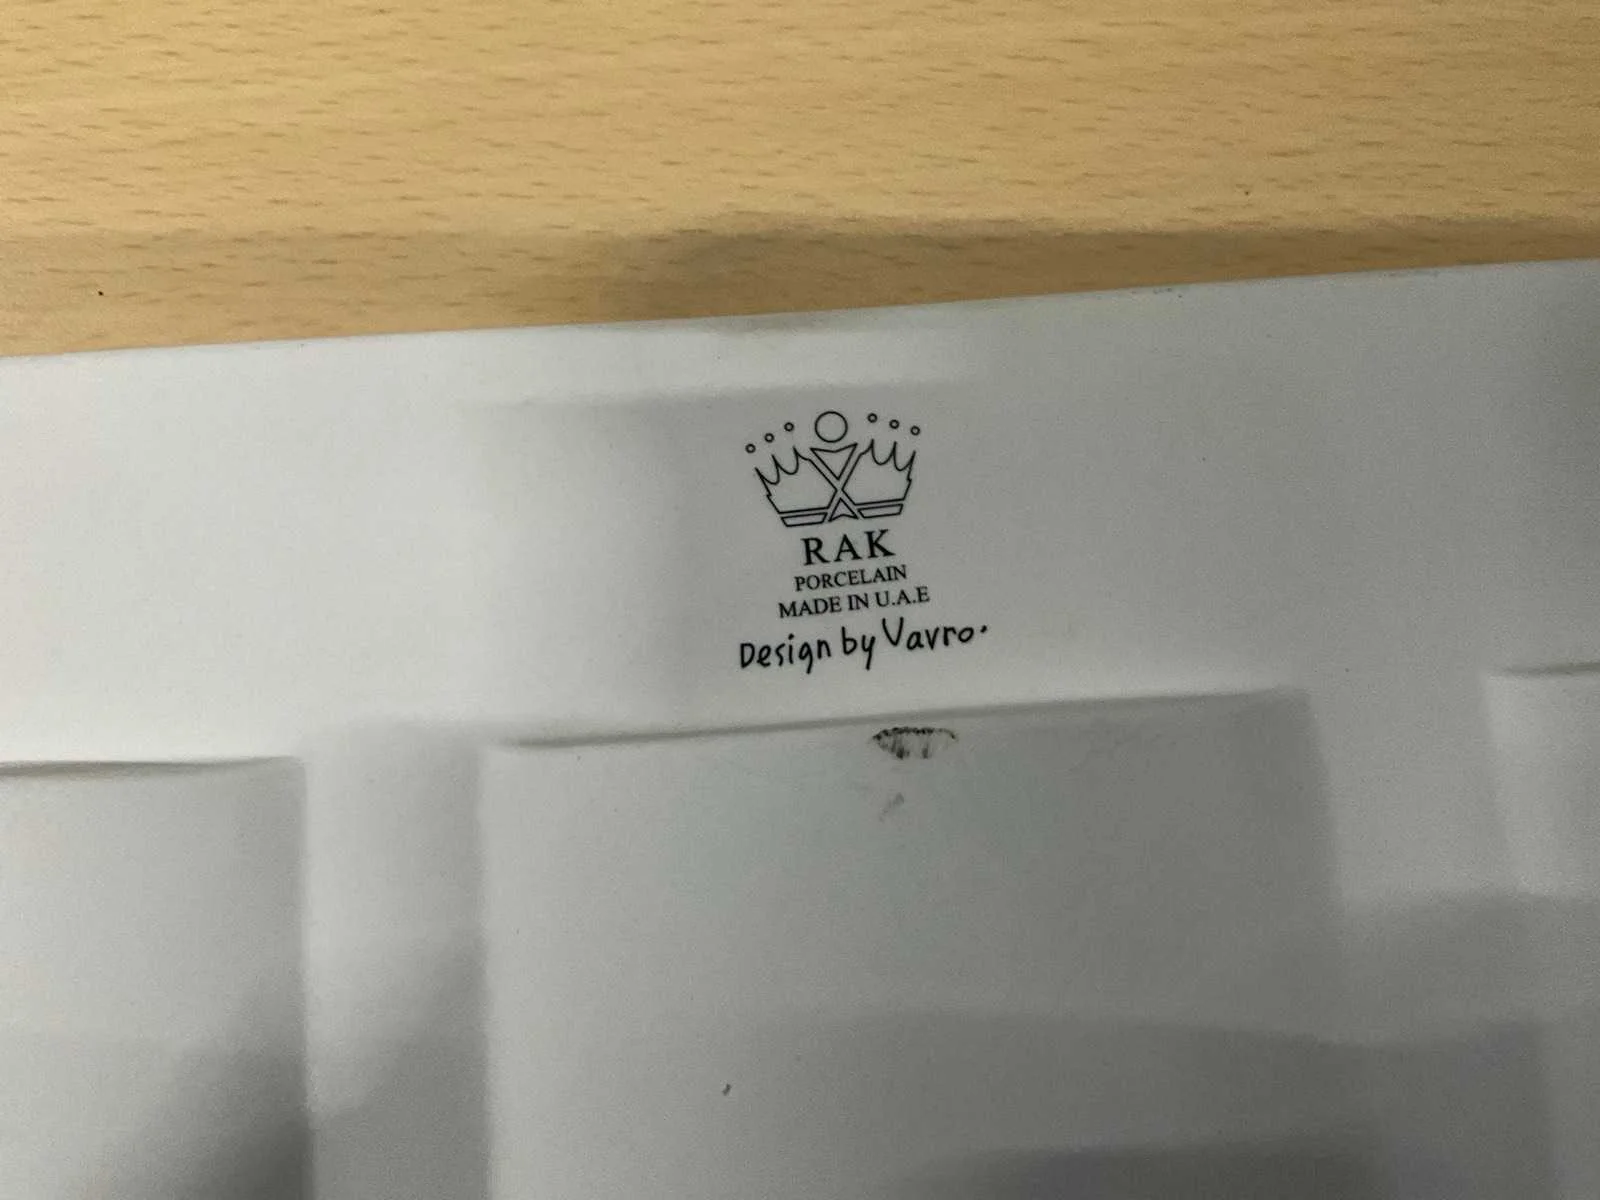 RAK
PORCELAIN
MADE IN U.A.E
Design by Vavro.